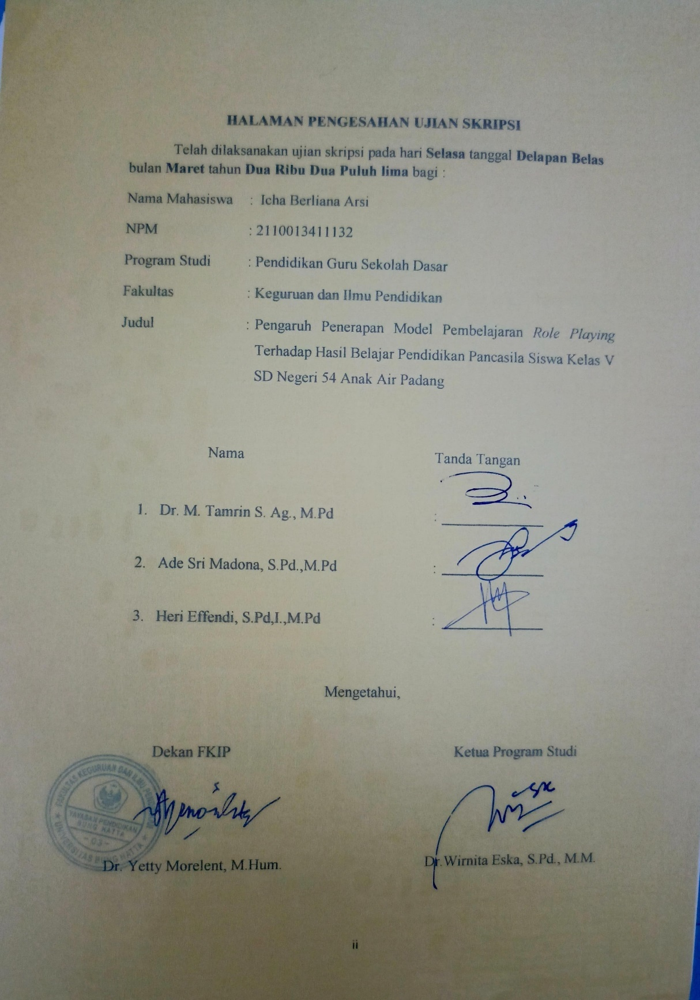 HALAMAN PENGESAHAN UJIAN SKRIPSI
Telah dilaksanakan ujian skripsi pada hari Selasa tanggal Delapan Belas
bulan Maret tahun Dua Ribu Dua Puluh lima bagi :
Nama Mahasiswa : Icha Berliana Arsi
NPM : 2110013411132
Program Studi : Pendidikan Guru Sekolah Dasar
Fakultas : Keguruan dan Ilmu Pendidikan
Judul : Pengaruh Penerapan Model Pembelajaran Role Playing
Terhadap Hasil Belajar Pendidikan Pancasila Siswa Kelas V
SD Negeri 54 Anak Air Padang
Nama Tanda Tangan
1. Dr. M. Tamrin S. Ag., M.Pd :
2. Ade Sri Madona, S.Pd.,M.Pd :
3. Heri Effendi, S.Pd,I.,M.Pd :
Mengetahui,
Dekan FKIP Ketua Program Studi
FAKULTAS KEGURUAN DAN ILMU
YAYASAN PENDIDIKAN
BUNG HATTA
- 03 -
UNIVERSITAS BUNG HATTA
Dr. Yetty Morelent, M.Hum. Dr.Wirnita Eska, S.Pd., M.M.
ii